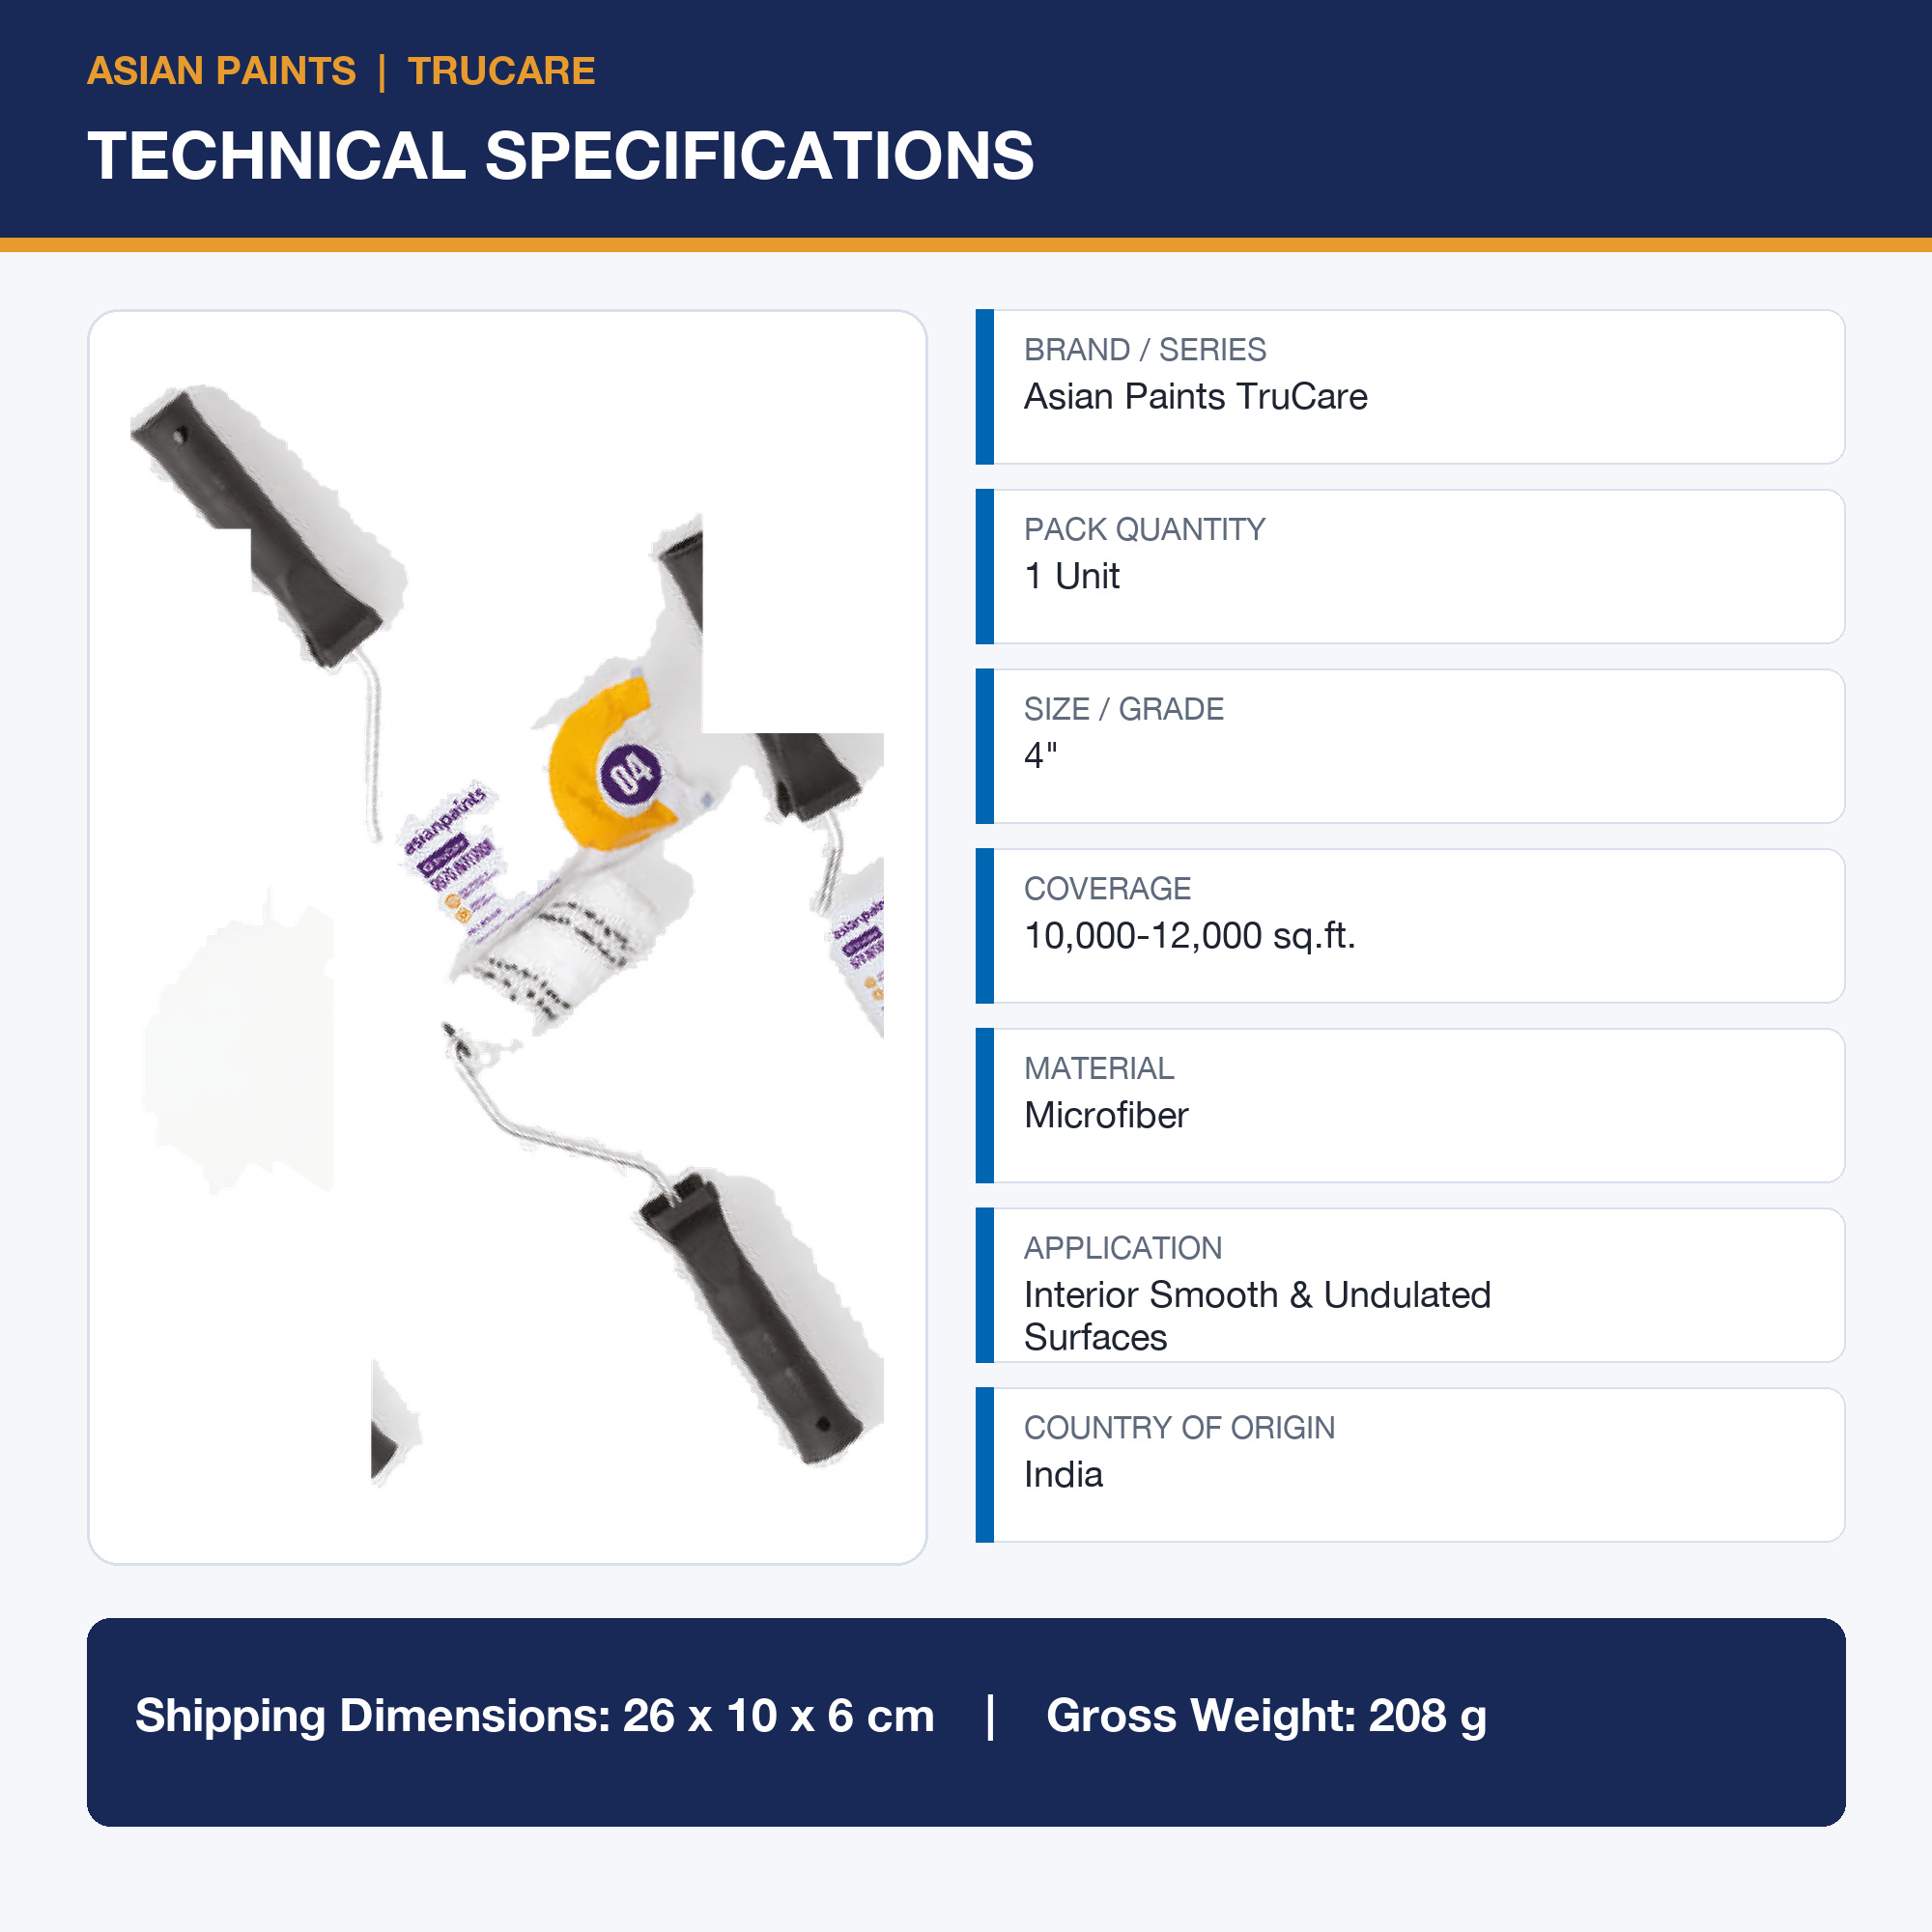 ASIAN PAINTS | TRUCARE
TECHNICAL SPECIFICATIONS
04
asianpaints
asianpain
BRAND / SERIES
Asian Paints TruCare
PACK QUANTITY
1 Unit
SIZE / GRADE
4"
COVERAGE
10,000-12,000 sq.ft.
MATERIAL
Microfiber
APPLICATION
Interior Smooth & Undulated
Surfaces
COUNTRY OF ORIGIN
India
Shipping Dimensions: 26 x 10 x 6 cm | Gross Weight: 208 g